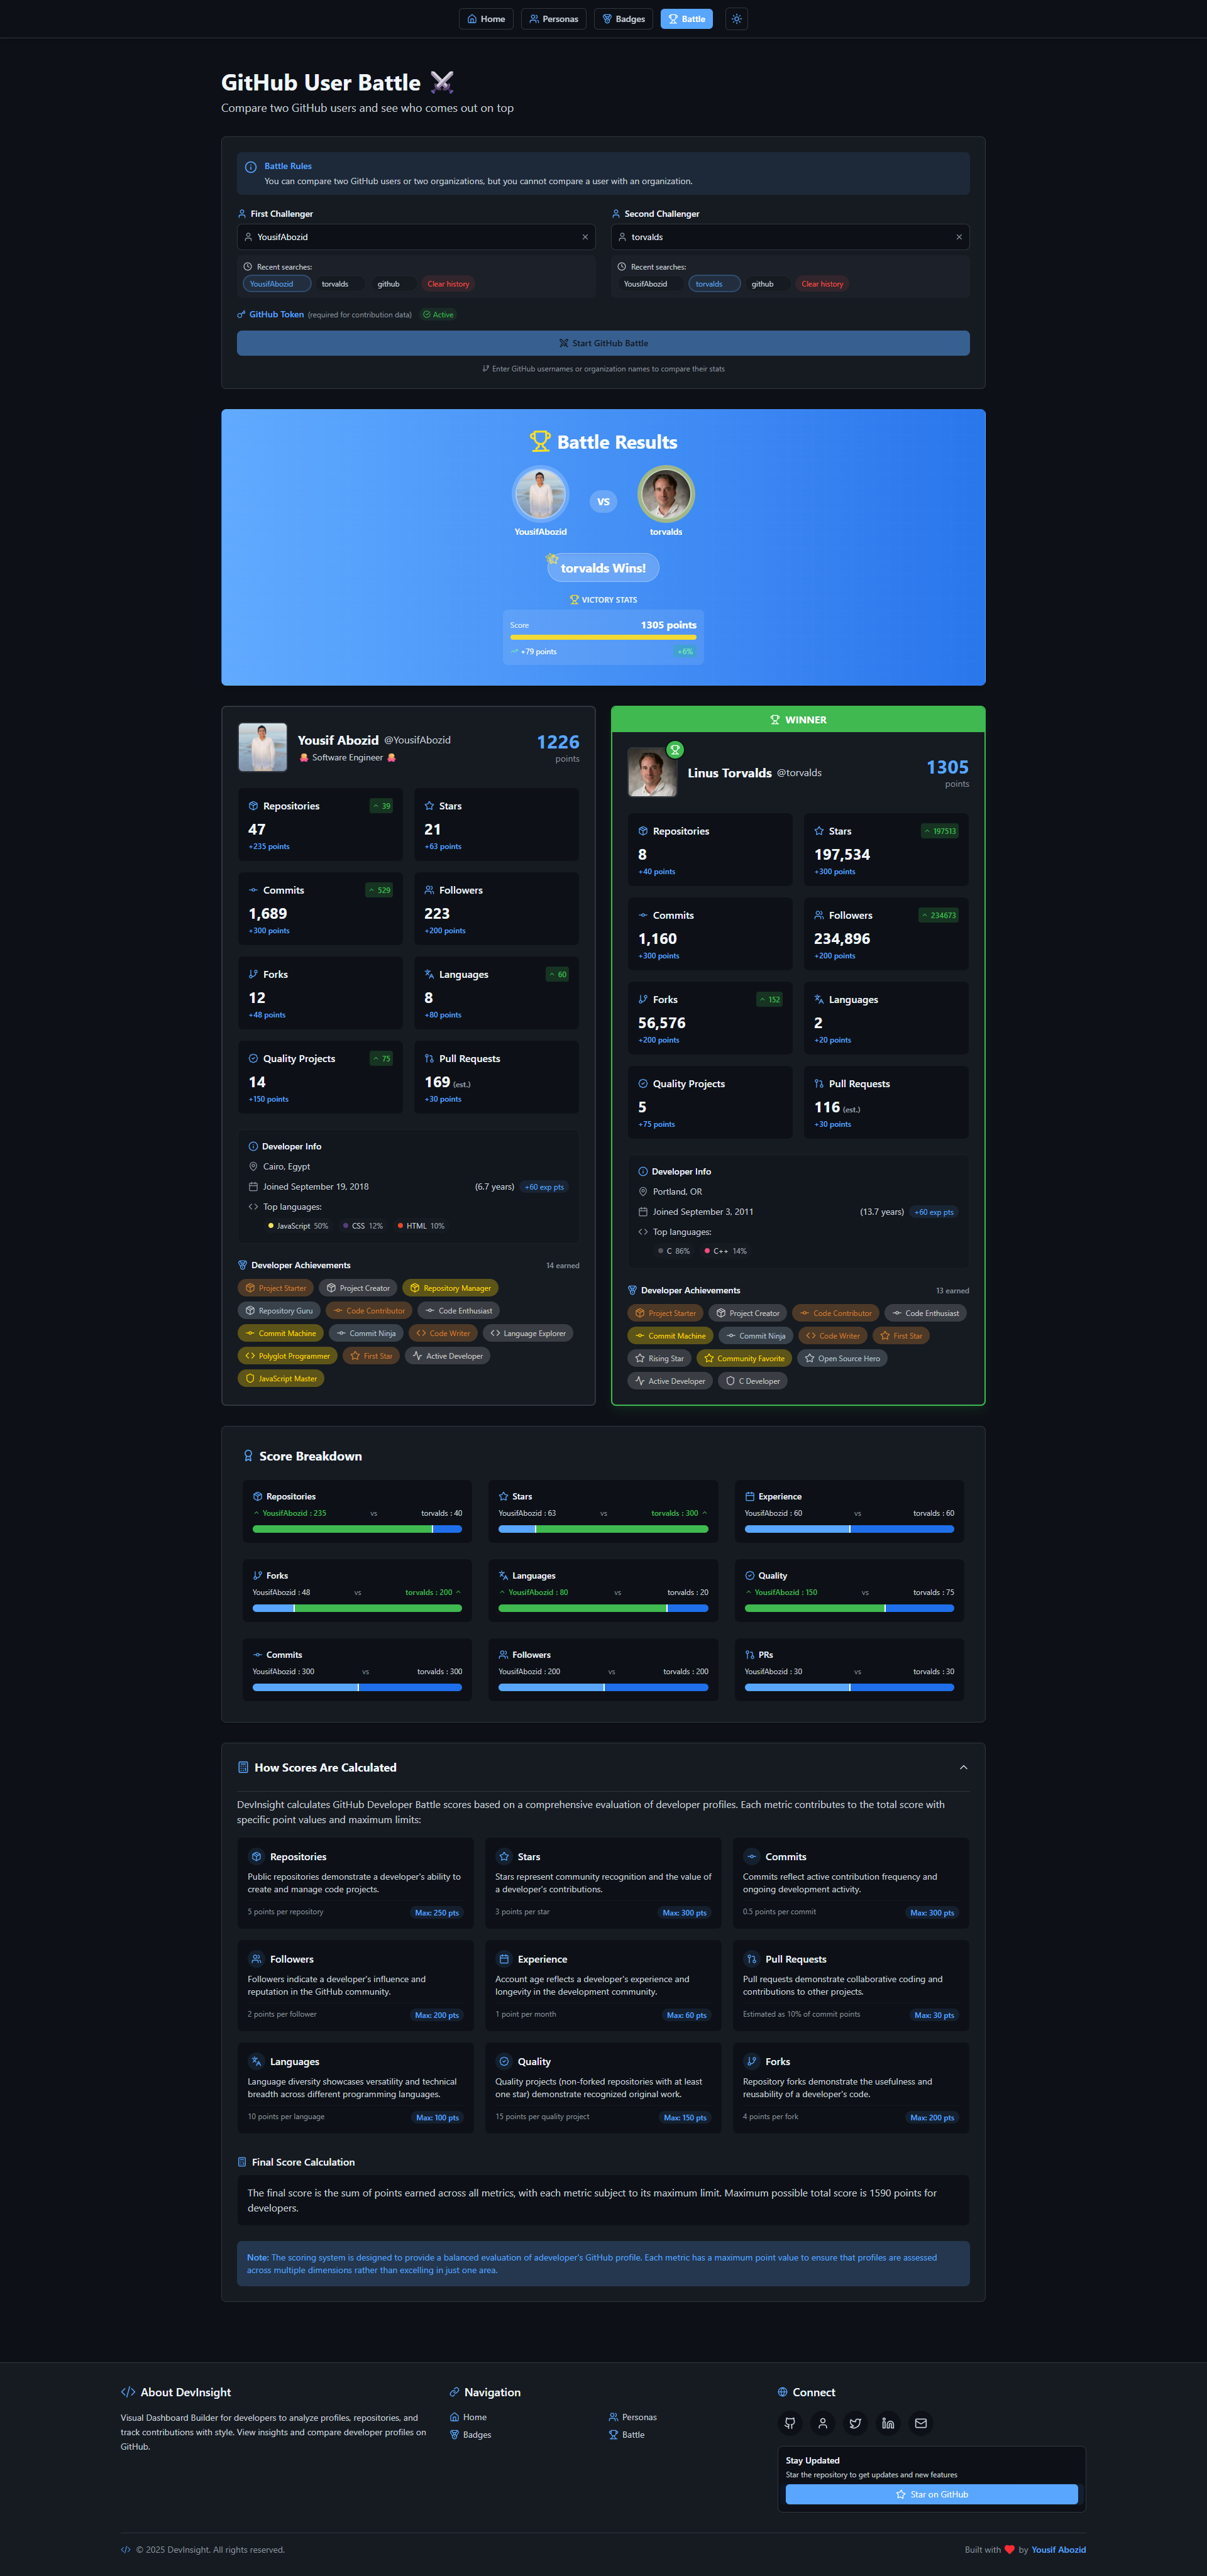 Home
Personas
Badges
Battle
GitHub User Battle
Compare two GitHub users and see who comes out on top
Battle Rules
You can compare two GitHub users or two organizations, but you cannot compare a user with an organization.
First Challenger
YousifAbozid
Recent searches:
YousifAbozid torvalds github Clear history
Second Challenger
torvalds
Recent searches:
YousifAbozid torvalds github Clear history
GitHub Token (required for contribution data) Active
Start GitHub Battle
Enter GitHub usernames or organization names to compare their stats
Battle Results
YousifAbozid
VS
torvalds
torvalds Wins!
VICTORY STATS
Score 1305 points
+79 points +6%
Yousif Abozid @YousifAbozid
Software Engineer
1226
points
Repositories 39
47
+235 points
Stars
21
+63 points
Commits 529
1,689
+300 points
Followers
223
+200 points
Forks
12
+48 points
Languages 60
8
+80 points
Quality Projects 75
14
+150 points
Pull Requests
169 (est.)
+30 points
Developer Info
Cairo, Egypt
Joined September 19, 2018 (6.7 years) +60 exp pts
Top languages:
JavaScript 50% CSS 12% HTML 10%
Developer Achievements 14 earned
Project Starter Project Creator Repository Manager
Repository Guru Code Contributor Code Enthusiast
Commit Machine Commit Ninja Code Writer Language Explorer
Polyglot Programmer First Star Active Developer
JavaScript Master
WINNER
Linus Torvalds @torvalds
1305
points
Repositories
8
+40 points
Stars 197513
197,534
+300 points
Commits
1,160
+300 points
Followers 234673
234,896
+200 points
Forks 152
56,576
+200 points
Languages
2
+20 points
Quality Projects
5
+75 points
Pull Requests
116 (est.)
+30 points
Developer Info
Portland, OR
Joined September 3, 2011 (13.7 years) +60 exp pts
Top languages:
C 86% C++ 14%
Developer Achievements 13 earned
Project Starter Project Creator Code Contributor Code Enthusiast
Commit Machine Commit Ninja Code Writer First Star
Rising Star Community Favorite Open Source Hero
Active Developer C Developer
Score Breakdown
Repositories
YousifAbozid : 235 vs torvalds : 40
Stars
YousifAbozid : 63 vs torvalds : 300
Experience
YousifAbozid : 60 vs torvalds : 60
Forks
YousifAbozid : 48 vs torvalds : 200
Languages
YousifAbozid : 80 vs torvalds : 20
Quality
YousifAbozid : 150 vs torvalds : 75
Commits
YousifAbozid : 300 vs torvalds : 300
Followers
YousifAbozid : 200 vs torvalds : 200
PRs
YousifAbozid : 30 vs torvalds : 30
How Scores Are Calculated
DevInsight calculates GitHub Developer Battle scores based on a comprehensive evaluation of developer profiles. Each metric contributes to the total score with
specific point values and maximum limits:
Repositories
Public repositories demonstrate a developer's ability to
create and manage code projects.
5 points per repository Max: 250 pts
Stars
Stars represent community recognition and the value of
a developer's contributions.
3 points per star Max: 300 pts
Commits
Commits reflect active contribution frequency and
ongoing development activity.
0.5 points per commit Max: 300 pts
Followers
Followers indicate a developer's influence and
reputation in the GitHub community.
2 points per follower Max: 200 pts
Experience
Account age reflects a developer's experience and
longevity in the development community.
1 point per month Max: 60 pts
Pull Requests
Pull requests demonstrate collaborative coding and
contributions to other projects.
Estimated as 10% of commit points Max: 30 pts
Languages
Language diversity showcases versatility and technical
breadth across different programming languages.
10 points per language Max: 100 pts
Quality
Quality projects (non-forked repositories with at least
one star) demonstrate recognized original work.
15 points per quality project Max: 150 pts
Forks
Repository forks demonstrate the usefulness and
reusability of a developer's code.
4 points per fork Max: 200 pts
Final Score Calculation
The final score is the sum of points earned across all metrics, with each metric subject to its maximum limit. Maximum possible total score is 1590 points for
developers.
Note: The scoring system is designed to provide a balanced evaluation of adeveloper's GitHub profile. Each metric has a maximum point value to ensure that profiles are assessed
across multiple dimensions rather than excelling in just one area.
About DevInsight
Visual Dashboard Builder for developers to analyze profiles, repositories, and
track contributions with style. View insights and compare developer profiles on
GitHub.
Navigation
Home
Personas
Badges
Battle
Connect
Stay Updated
Star the repository to get updates and new features
Star on GitHub
© 2025 DevInsight. All rights reserved.
Built with ❤️ by Yousif Abozid